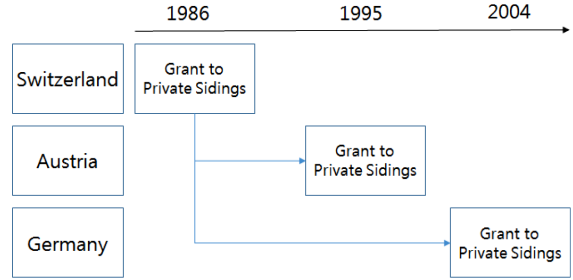 1986 1995 2004
Switzerland
Grant to
Private Sidings
Austria
Grant to
Private Sidings
Germany
Grant to
Private Sidings